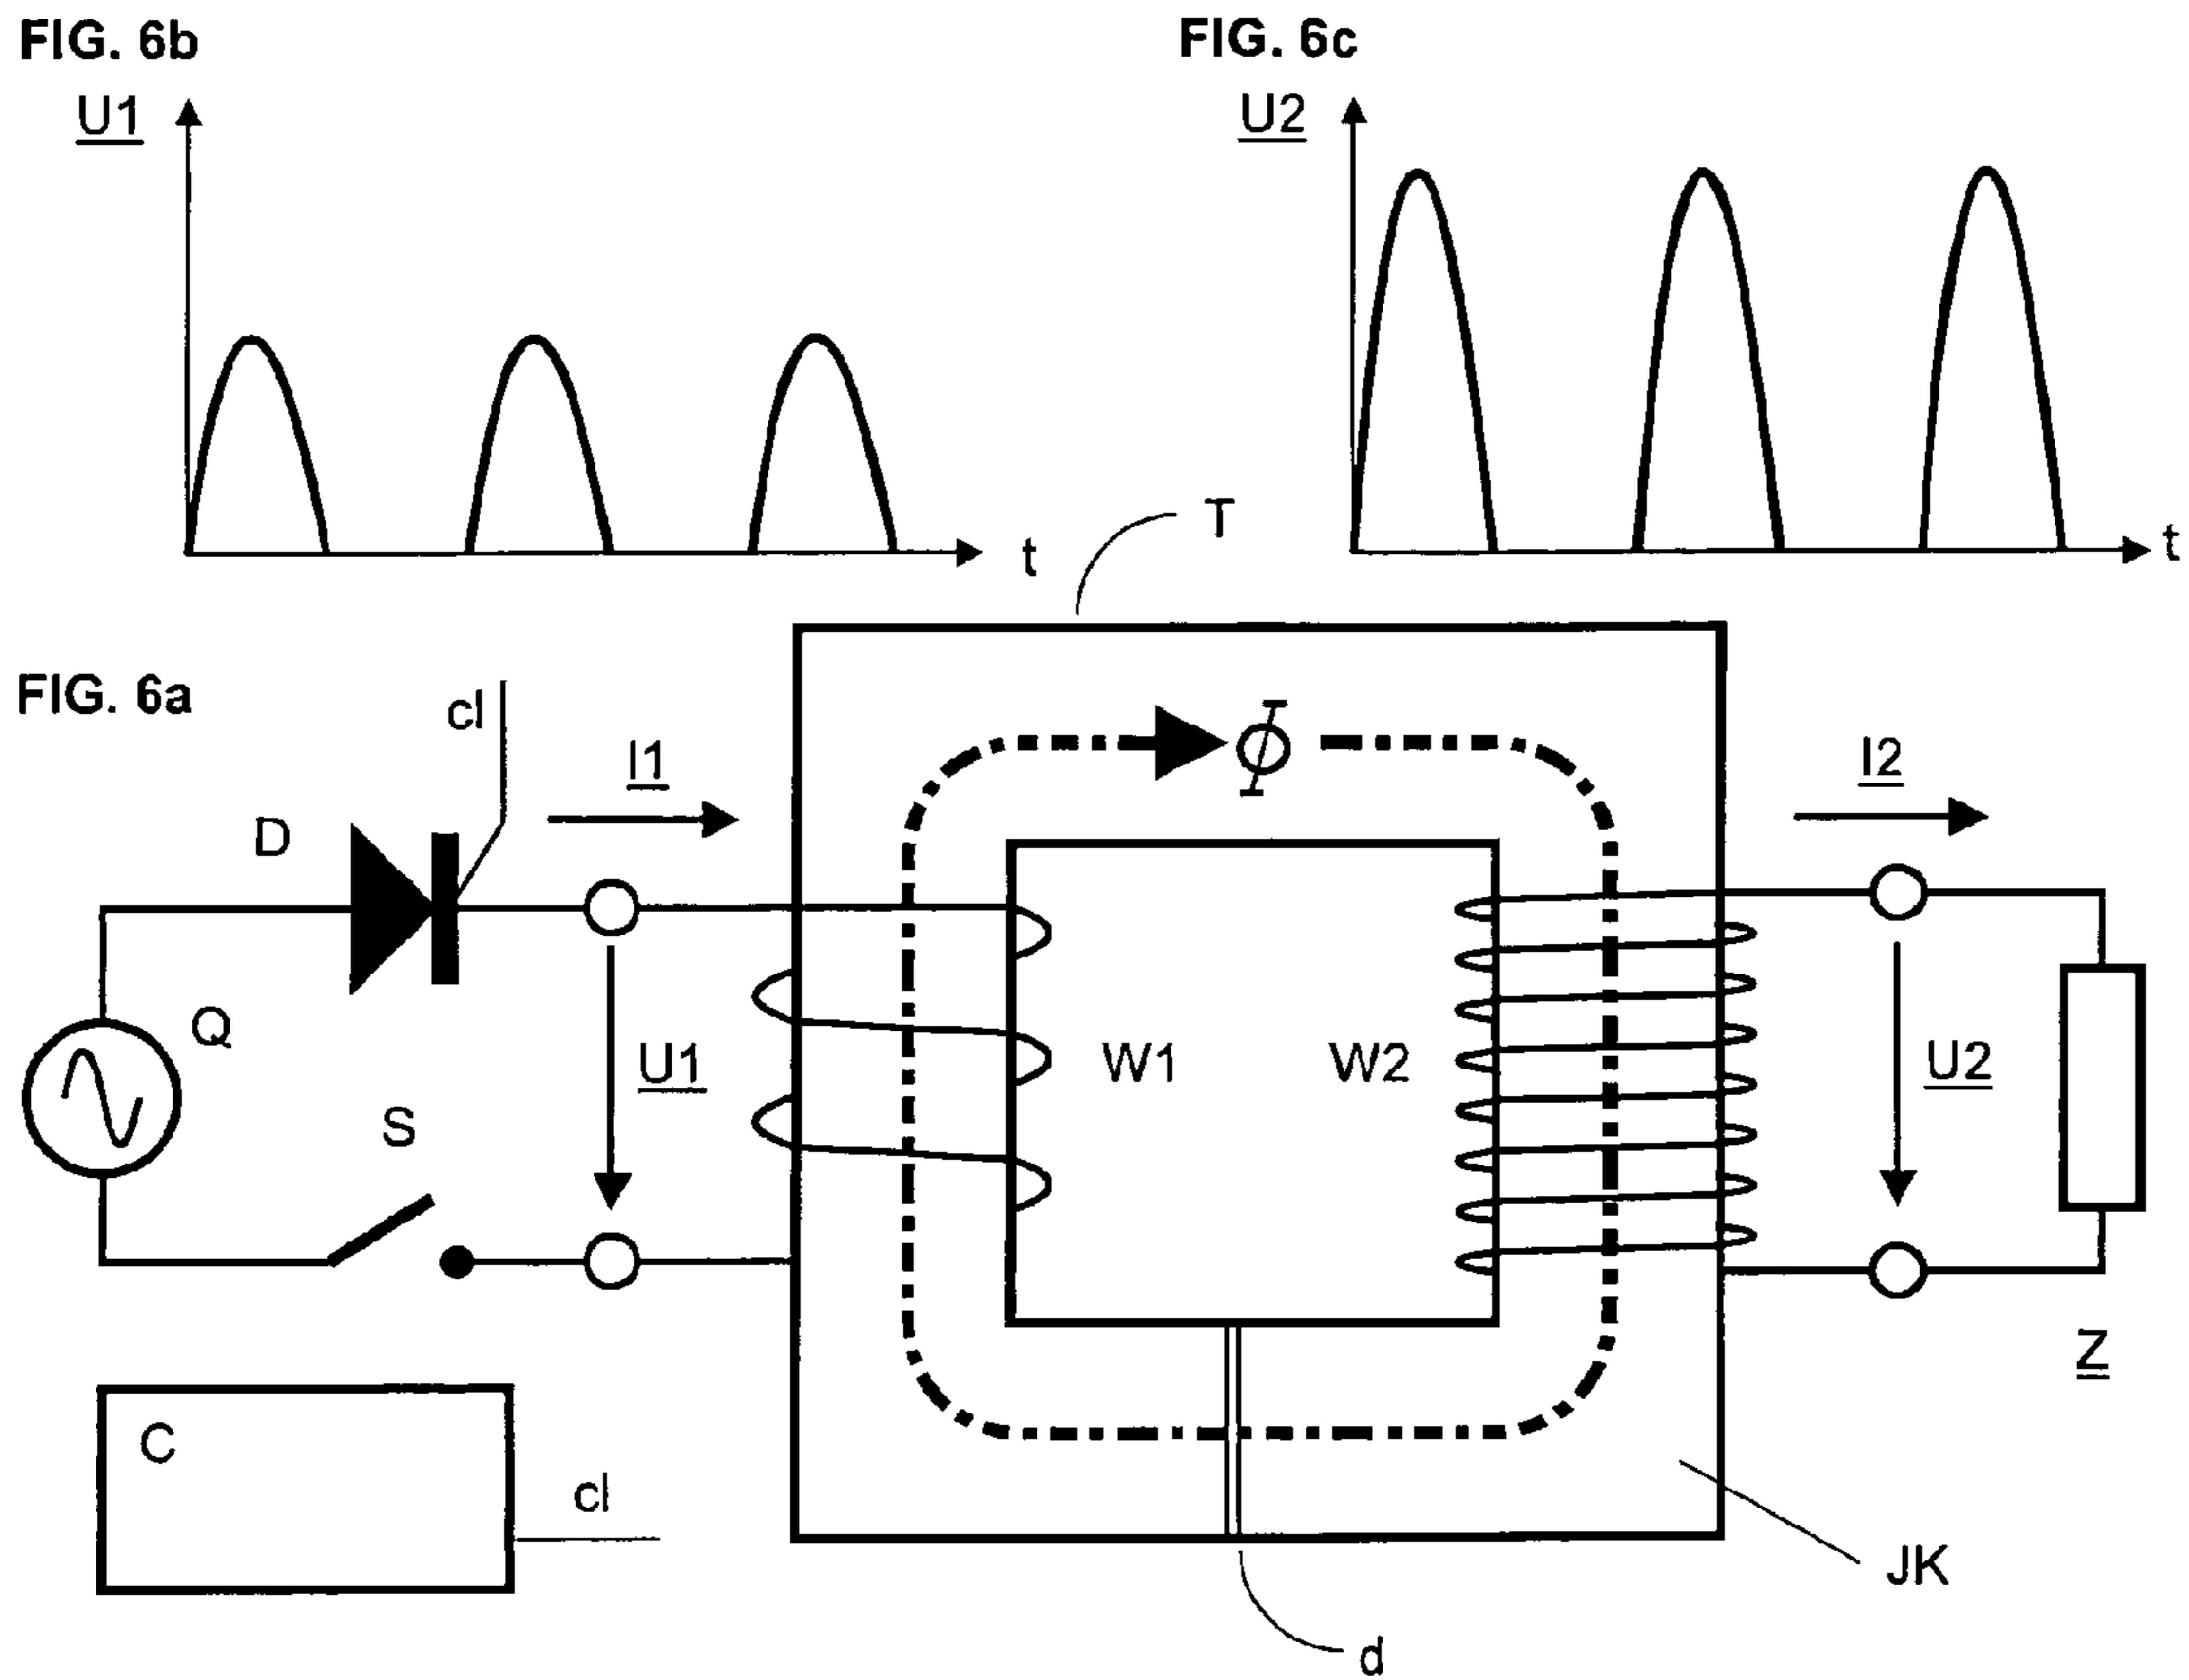 FIG. 6b
U1
t
FIG. 6c
U2
t
T
FIG. 6a
cl
D
I1
Φ
I2
Q
S
U1
W1
W2
U2
Z
C
cl
JK
d